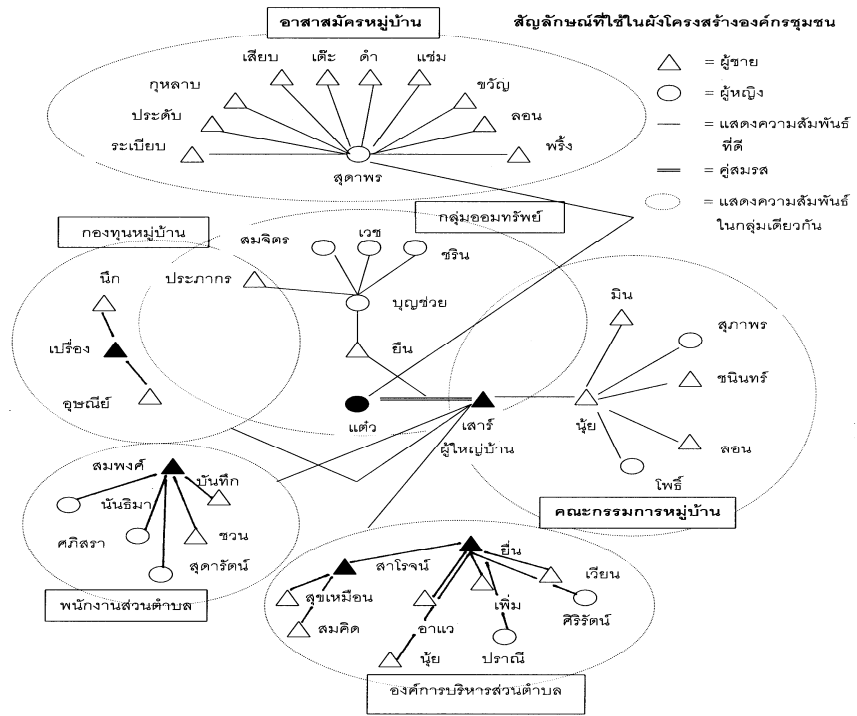 อาสาสมัครหมู่บ้าน
สัญลักษณ์ที่ใช้ในผังโครงสร้างองค์กรชุมชน
เสียบ เต๊ะ ดำ แช่ม
กุหลาบ ขวัญ
ประดับ ลอน
ระเบียบ พริ้ง
สุดาพร
= ผู้ชาย
= ผู้หญิง
= แสดงความสัมพันธ์
ที่ดี
= คู่สมรส
= แสดงความสัมพันธ์
ในกลุ่มเดียวกัน
กองทุนหมู่บ้าน
กลุ่มออมทรัพย์
สมจิตร เวช ชริน
ประภากร
บุญช่วย
ยืน
นึก
เปรื่อง
อุษณีย์
แต๋ว
เสาร์
ผู้ใหญ่บ้าน
มิน
สุภาพร
ชนินทร์
นุ้ย
ลอน
โพธิ์
คณะกรรมการหมู่บ้าน
สมพงศ์
บันทึก
นันธิมา
ศภิสรา
ชวน
สุดารัตน์
พนักงานส่วนตำบล
สาโรจน์ ยื่น
เวียน
สุขเหมือน เพิ่ม ศิริรัตน์
สมคิด อาแว
นุ้ย ปราณี
องค์การบริหารส่วนตำบล